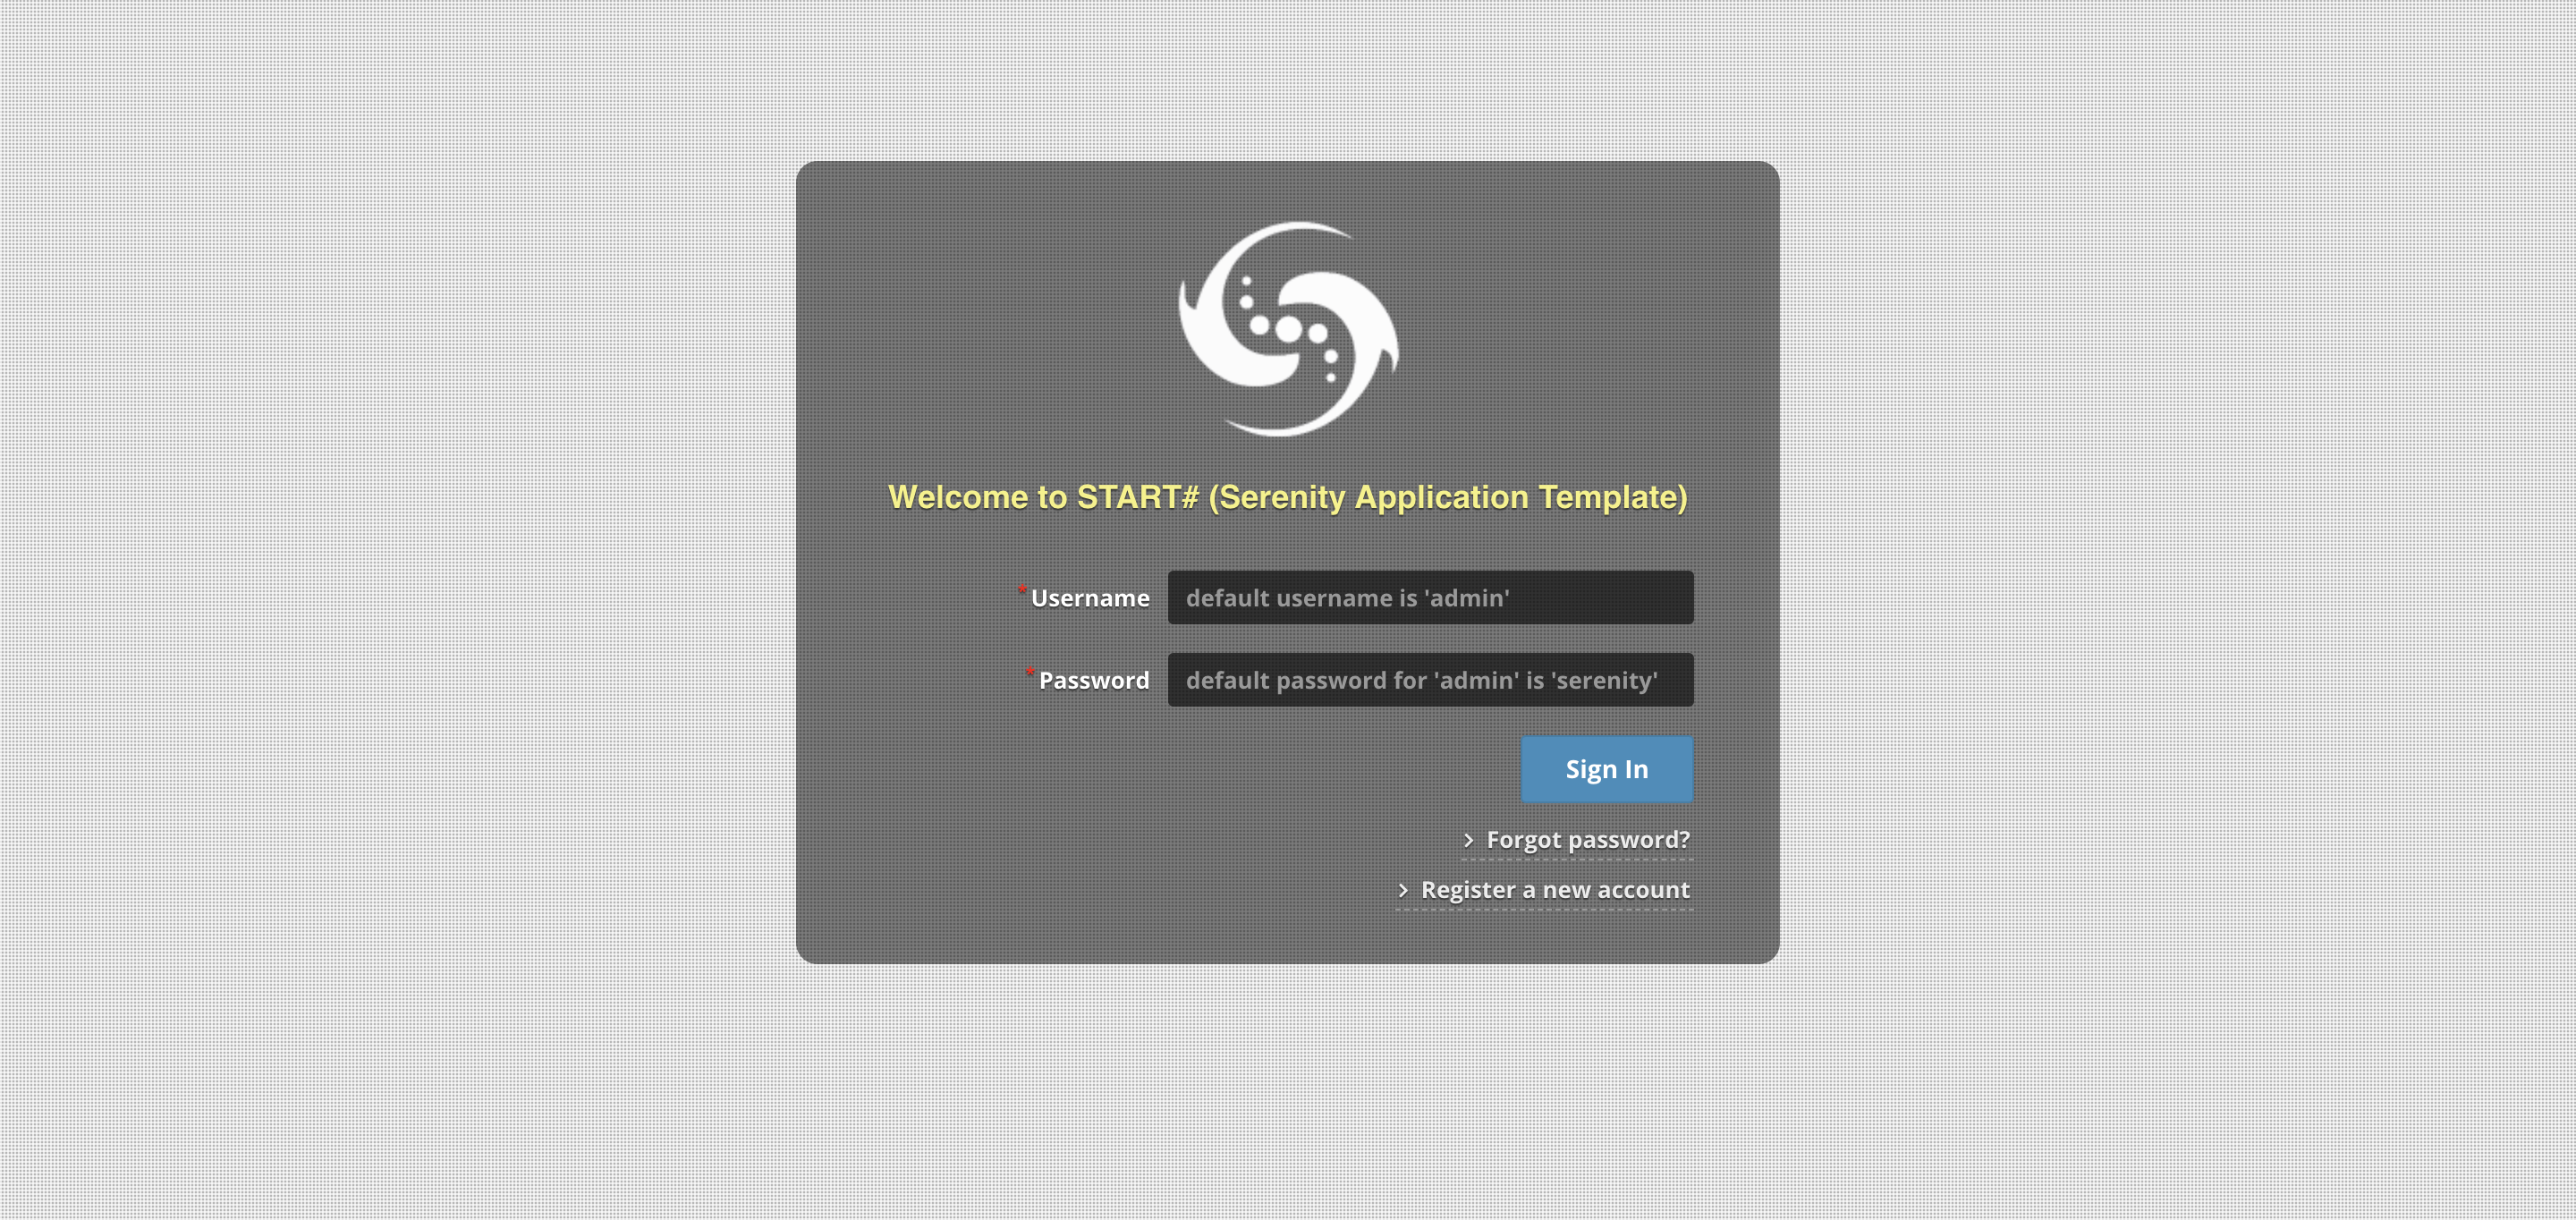 Welcome to START# (Serenity Application Template)
* Username
default username is 'admin'
* Password
default password for 'admin' is 'serenity'
Sign In
Forgot password?
Register a new account